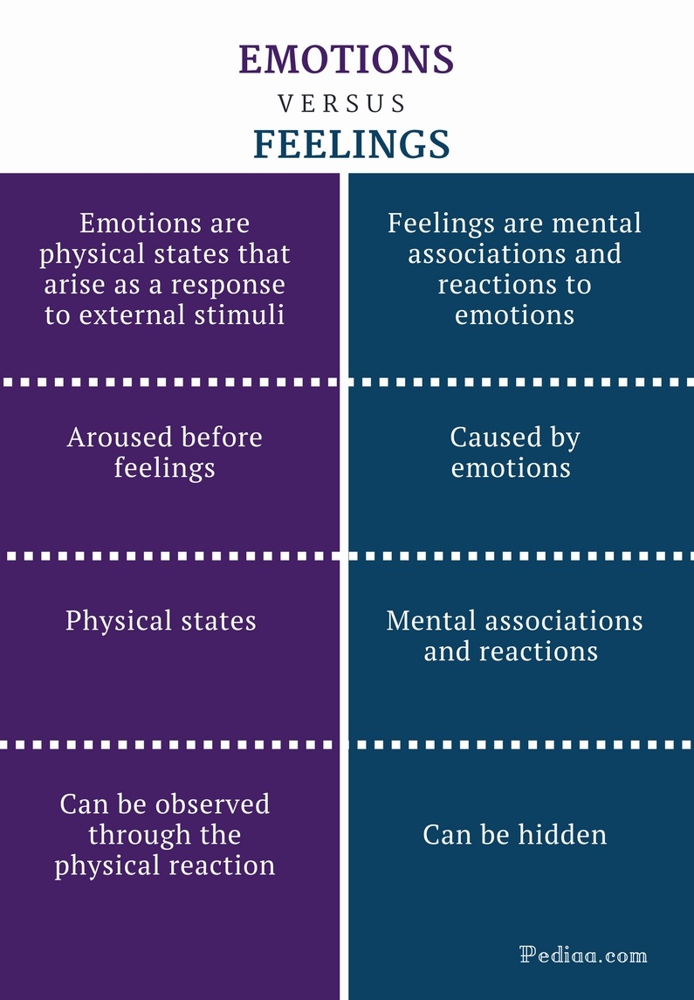 EMOTIONS
VERSUS
FEELINGS
Emotions are
physical states that
arise as a response
to external stimuli
Feelings are mental
associations and
reactions to
emotions
Aroused before
feelings
Caused by
emotions
Physical states
Mental associations
and reactions
Can be observed
through the
physical reaction
Can be hidden
Pediaa.com